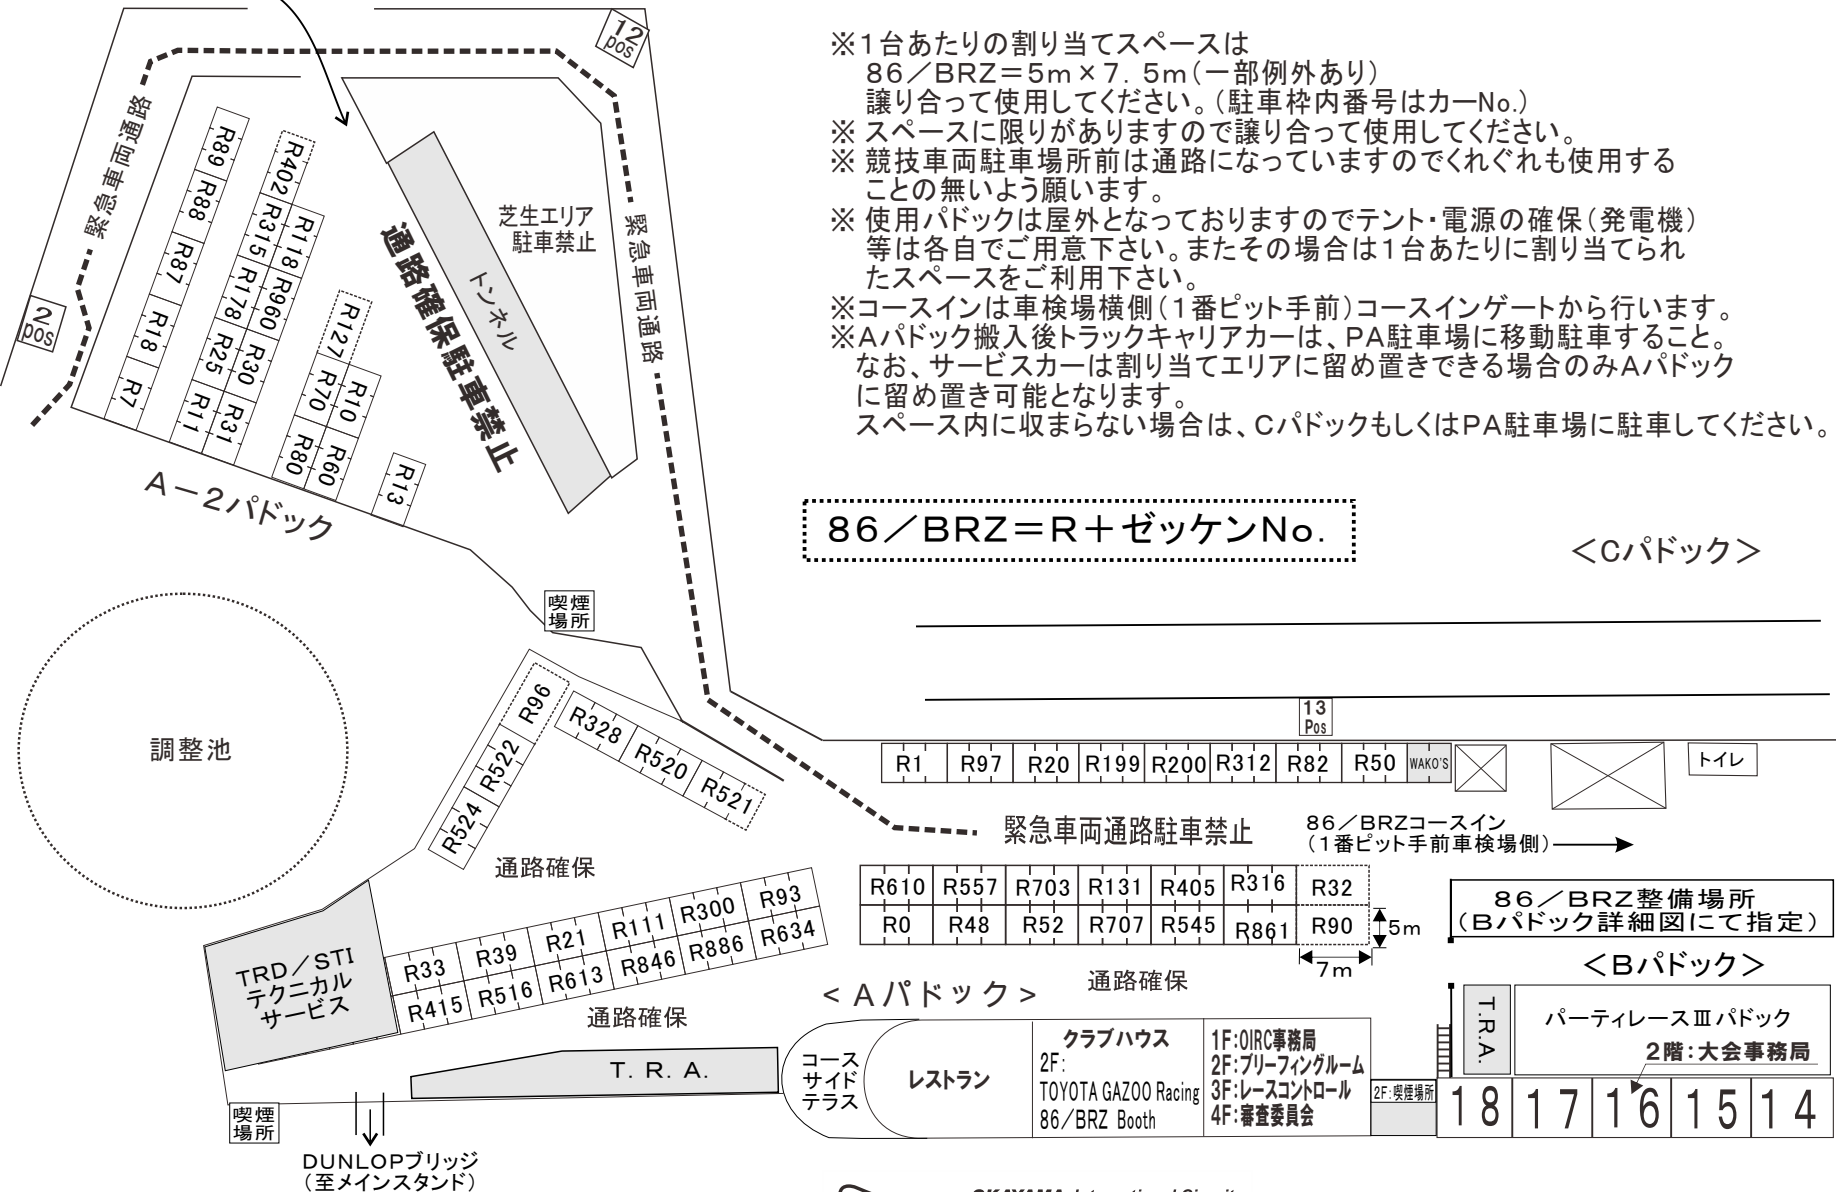 ※1台あたりの割り当てスペースは
86／BRZ＝5m×7．5m（一部例外あり）
譲り合って使用してください。（駐車枠内番号はカーNo.）
※ スペースに限りがありますので譲り合って使用してください。
※ 競技車両駐車場所前は通路になっていますのでくれぐれも使用する
ことの無いよう願います。
※ 使用パドックは屋外となっておりますのでテント・電源の確保（発電機）
等は各自でご用意下さい。またその場合は1台あたりに割り当てられ
たスペースをご利用下さい。
※コースインは車検場横側（1番ピット手前）コースインゲートから行います。
※Aパドック搬入後トラックキャリアカーは、PA駐車場に移動駐車すること。
なお、サービスカーは割り当てエリアに留め置きできる場合のみAパドック
に留め置き可能となります。
スペース内に収まらない場合は、CパドックもしくはPA駐車場に駐車してください。
86／BRZ＝R＋ゼッケンNo.
＜Cパドック＞
12
pos
2
pos
緊急車両通路
緊急車両通路
芝生エリア
駐車禁止
トンネル
通路確保駐車禁止
R89
R88
R87
R18
R7
R402
R315
R178
R25
R11
R118
R960
R30
R31
R127
R70
R80
R10
R60
R13
A－2パドック
喫煙
場所
調整池
R96
R522
R524
R328
R520
R521
通路確保
13
Pos
R1 R97 R20 R199 R200 R312 R82 R50 WAKO'S
トイレ
緊急車両通路駐車禁止
86／BRZコースイン
（1番ピット手前車検場側）
R610 R557 R703 R131 R405 R316 R32
R0 R48 R52 R707 R545 R861 R90
5m
7m
通路確保
86／BRZ整備場所
（Bパドック詳細図にて指定）
＜Bパドック＞
R33 R39 R21 R111 R300 R93
R415 R516 R613 R846 R886 R634
TRD／STI
テクニカル
サービス
通路確保
＜Aパドック＞
T．R．A．
コース
サイド
テラス
レストラン
クラブハウス
2F：
TOYOTA GAZOO Racing
86／BRZ Booth
1F：OIRC事務局
2F：ブリーフィングルーム
3F：レースコントロール
4F：審査委員会
2F：喫煙場所
T.R.A.
パーティレースⅢパドック
2階：大会事務局
18 17 16 15 14
喫煙
場所
DUNLOPブリッジ
（至メインスタンド）
OKAYAMA International Circuit